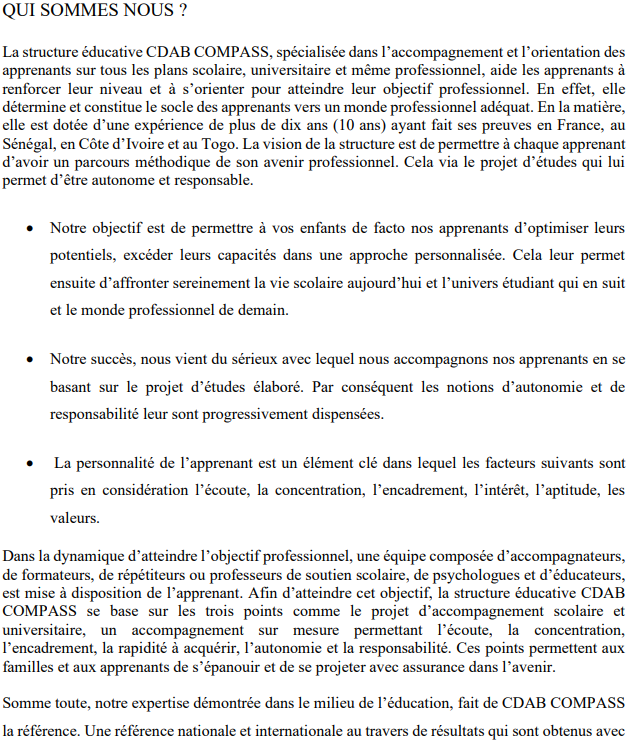 QUI SOMMES NOUS ?
La structure éducative CDAB COMPASS, spécialisée dans l’accompagnement et l’orientation des
apprenants sur tous les plans scolaire, universitaire et même professionnel, aide les apprenants à
renforcer leur niveau et à s’orienter pour atteindre leur objectif professionnel. En effet, elle
détermine et constitue le socle des apprenants vers un monde professionnel adéquat. En la matière,
elle est dotée d’une expérience de plus de dix ans (10 ans) ayant fait ses preuves en France, au
Sénégal, en Côte d’Ivoire et au Togo. La vision de la structure est de permettre à chaque apprenant
d’avoir un parcours méthodique de son avenir professionnel. Cela via le projet d’études qui lui
permet d’être autonome et responsable.
• Notre objectif est de permettre à vos enfants de facto nos apprenants d’optimiser leurs
potentiels, excéder leurs capacités dans une approche personnalisée. Cela leur permet
ensuite d’affronter sereinement la vie scolaire aujourd’hui et l’univers étudiant qui en suit
et le monde professionnel de demain.
• Notre succès, nous vient du sérieux avec lequel nous accompagnons nos apprenants en se
basant sur le projet d’études élaboré. Par conséquent les notions d’autonomie et de
responsabilité leur sont progressivement dispensées.
• La personnalité de l’apprenant est un élément clé dans lequel les facteurs suivants sont
pris en considération l’écoute, la concentration, l’encadrement, l’intérêt, l’aptitude, les
valeurs.
Dans la dynamique d’atteindre l’objectif professionnel, une équipe composée d’accompagnateurs,
de formateurs, de répétiteurs ou professeurs de soutien scolaire, de psychologues et d’éducateurs,
est mise à disposition de l’apprenant. Afin d’atteindre cet objectif, la structure éducative CDAB
COMPASS se base sur les trois points comme le projet d’accompagnement scolaire et
universitaire, un accompagnement sur mesure permettant l’écoute, la concentration,
l’encadrement, la rapidité à acquérir, l’autonomie et la responsabilité. Ces points permettent aux
familles et aux apprenants de s’épanouir et de se projeter avec assurance dans l’avenir.
Somme toute, notre expertise démontrée dans le milieu de l’éducation, fait de CDAB COMPASS
la référence. Une référence nationale et internationale au travers de résultats qui sont obtenus avec